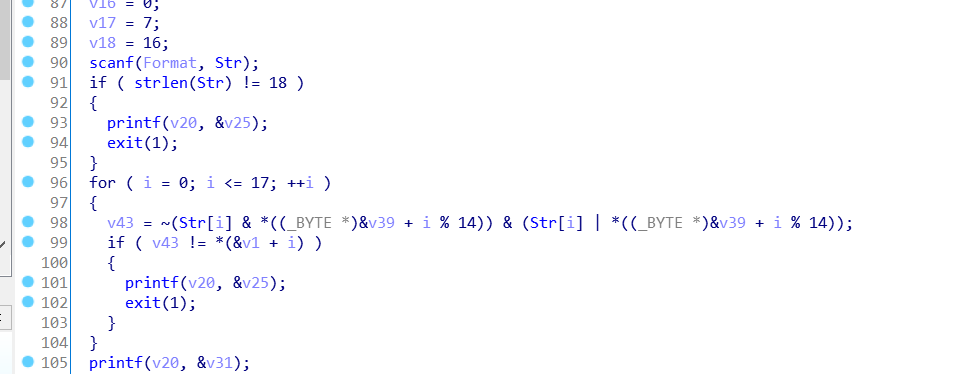 87 v16 = 0;
88 v17 = 7;
89 v18 = 16;
90 scanf(Format, Str);
91 if ( strlen(Str) != 18 )
92 {
93 printf(v20, &v25);
94 exit(1);
95 }
96 for ( i = 0; i <= 17; ++i )
97 {
98 v43 = ~(Str[i] & *((_BYTE *)&v39 + i % 14)) & (Str[i] | *((_BYTE *)&v39 + i % 14));
99 if ( v43 != *(&v1 + i) )
100 {
101 printf(v20, &v25);
102 exit(1);
103 }
104 }
105 printf(v20, &v31);